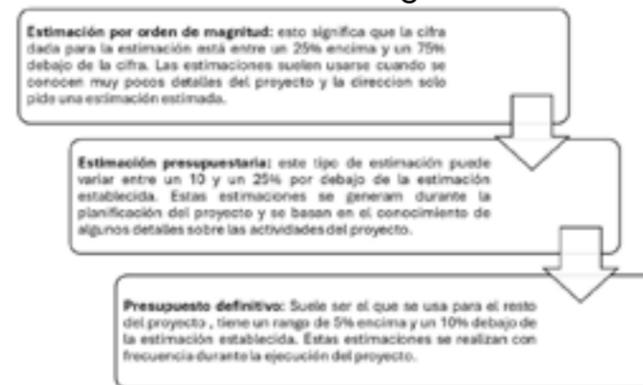 Estimación por orden de magnitud: esto significa que la cifra
dada para la estimación está entre un 25% encima y un 75%
debajo de la cifra. Las estimaciones suelen usarse cuando se
conocen muy pocos detalles del proyecto y la direccion solo
pide una estimación estimada.
Estimación presupuestaria: este tipo de estimación puede
variar entre un 10 y un 25% por debajo de la estimación
establecida. Estas estimaciones se generam durante la
planificación del proyecto y se basan en el conocimiento de
algunos detalles sobre las actividades del proyecto.
Presupuesto definitivo: Suele ser el que se usa para el resto
del proyecto , tiene un rango de 5% encima y un 10% debajo de
la estimación establecida. Estas estimaciones se realizan con
frecuencia durante la ejecución del proyecto.